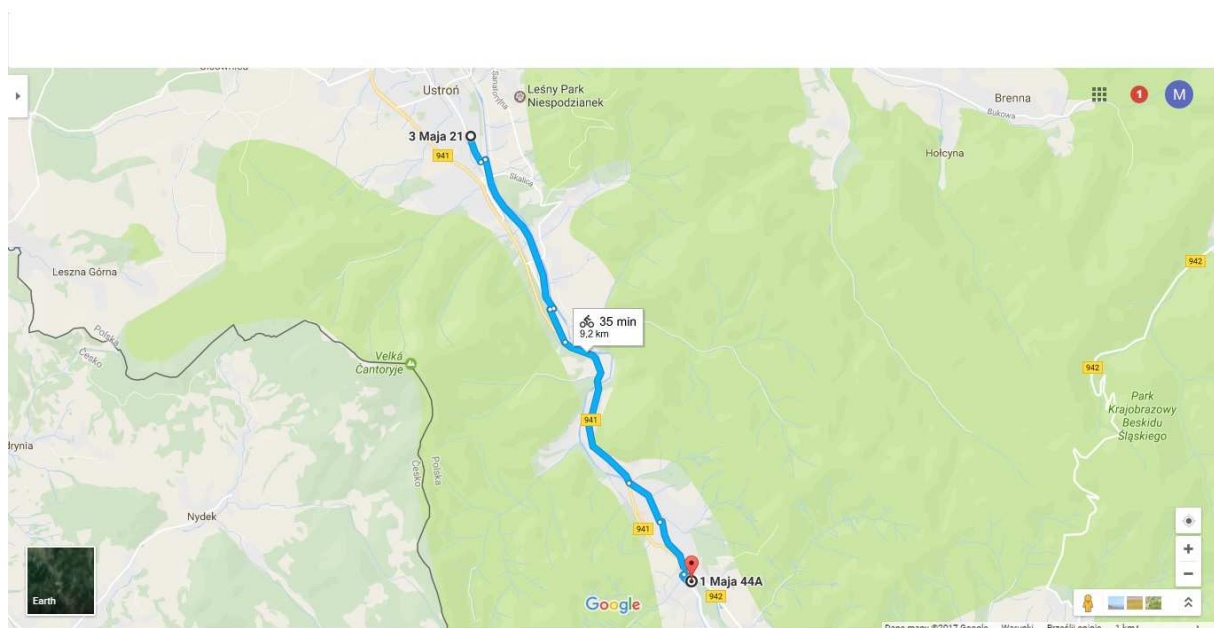 Ustroń
Leśny Park
Niespodzianek
Brenna
Bukowa
1
M
3 Maja 21
941
Skalica
Hołcyna
Leszna Górna
942
Polska
Česko
35 min
9,2 km
Velká
Čantoryje
942
Park
Krajobrazowy
Beskidu
Śląskiego
941
Česko
Polska
Nydek
941
1 Maja 44A
942
Earth
Google